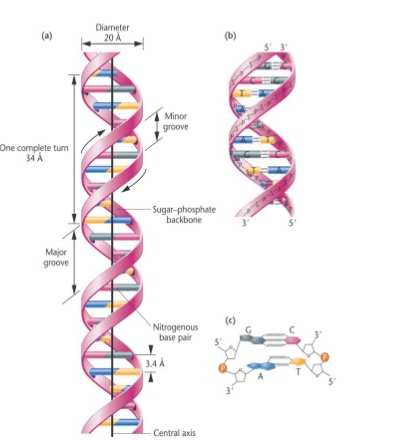 (a)
Diameter
20 Å
Minor
groove
One complete turn
34 Å
Sugar–phosphate
backbone
Major
groove
Nitrogenous
base pair
3.4 Å
Central axis
(b)
5′ 3′
T
T
3′ 5′
(c)
G C
5′ 3′
P P
A T
3′ 5′